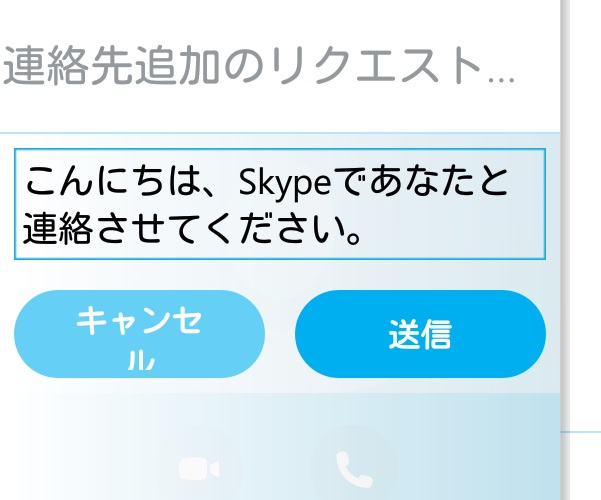 連絡先追加のリクエスト...
こんにちは、Skypeであなたと
連絡させてください。
キャンセ
ル
送信